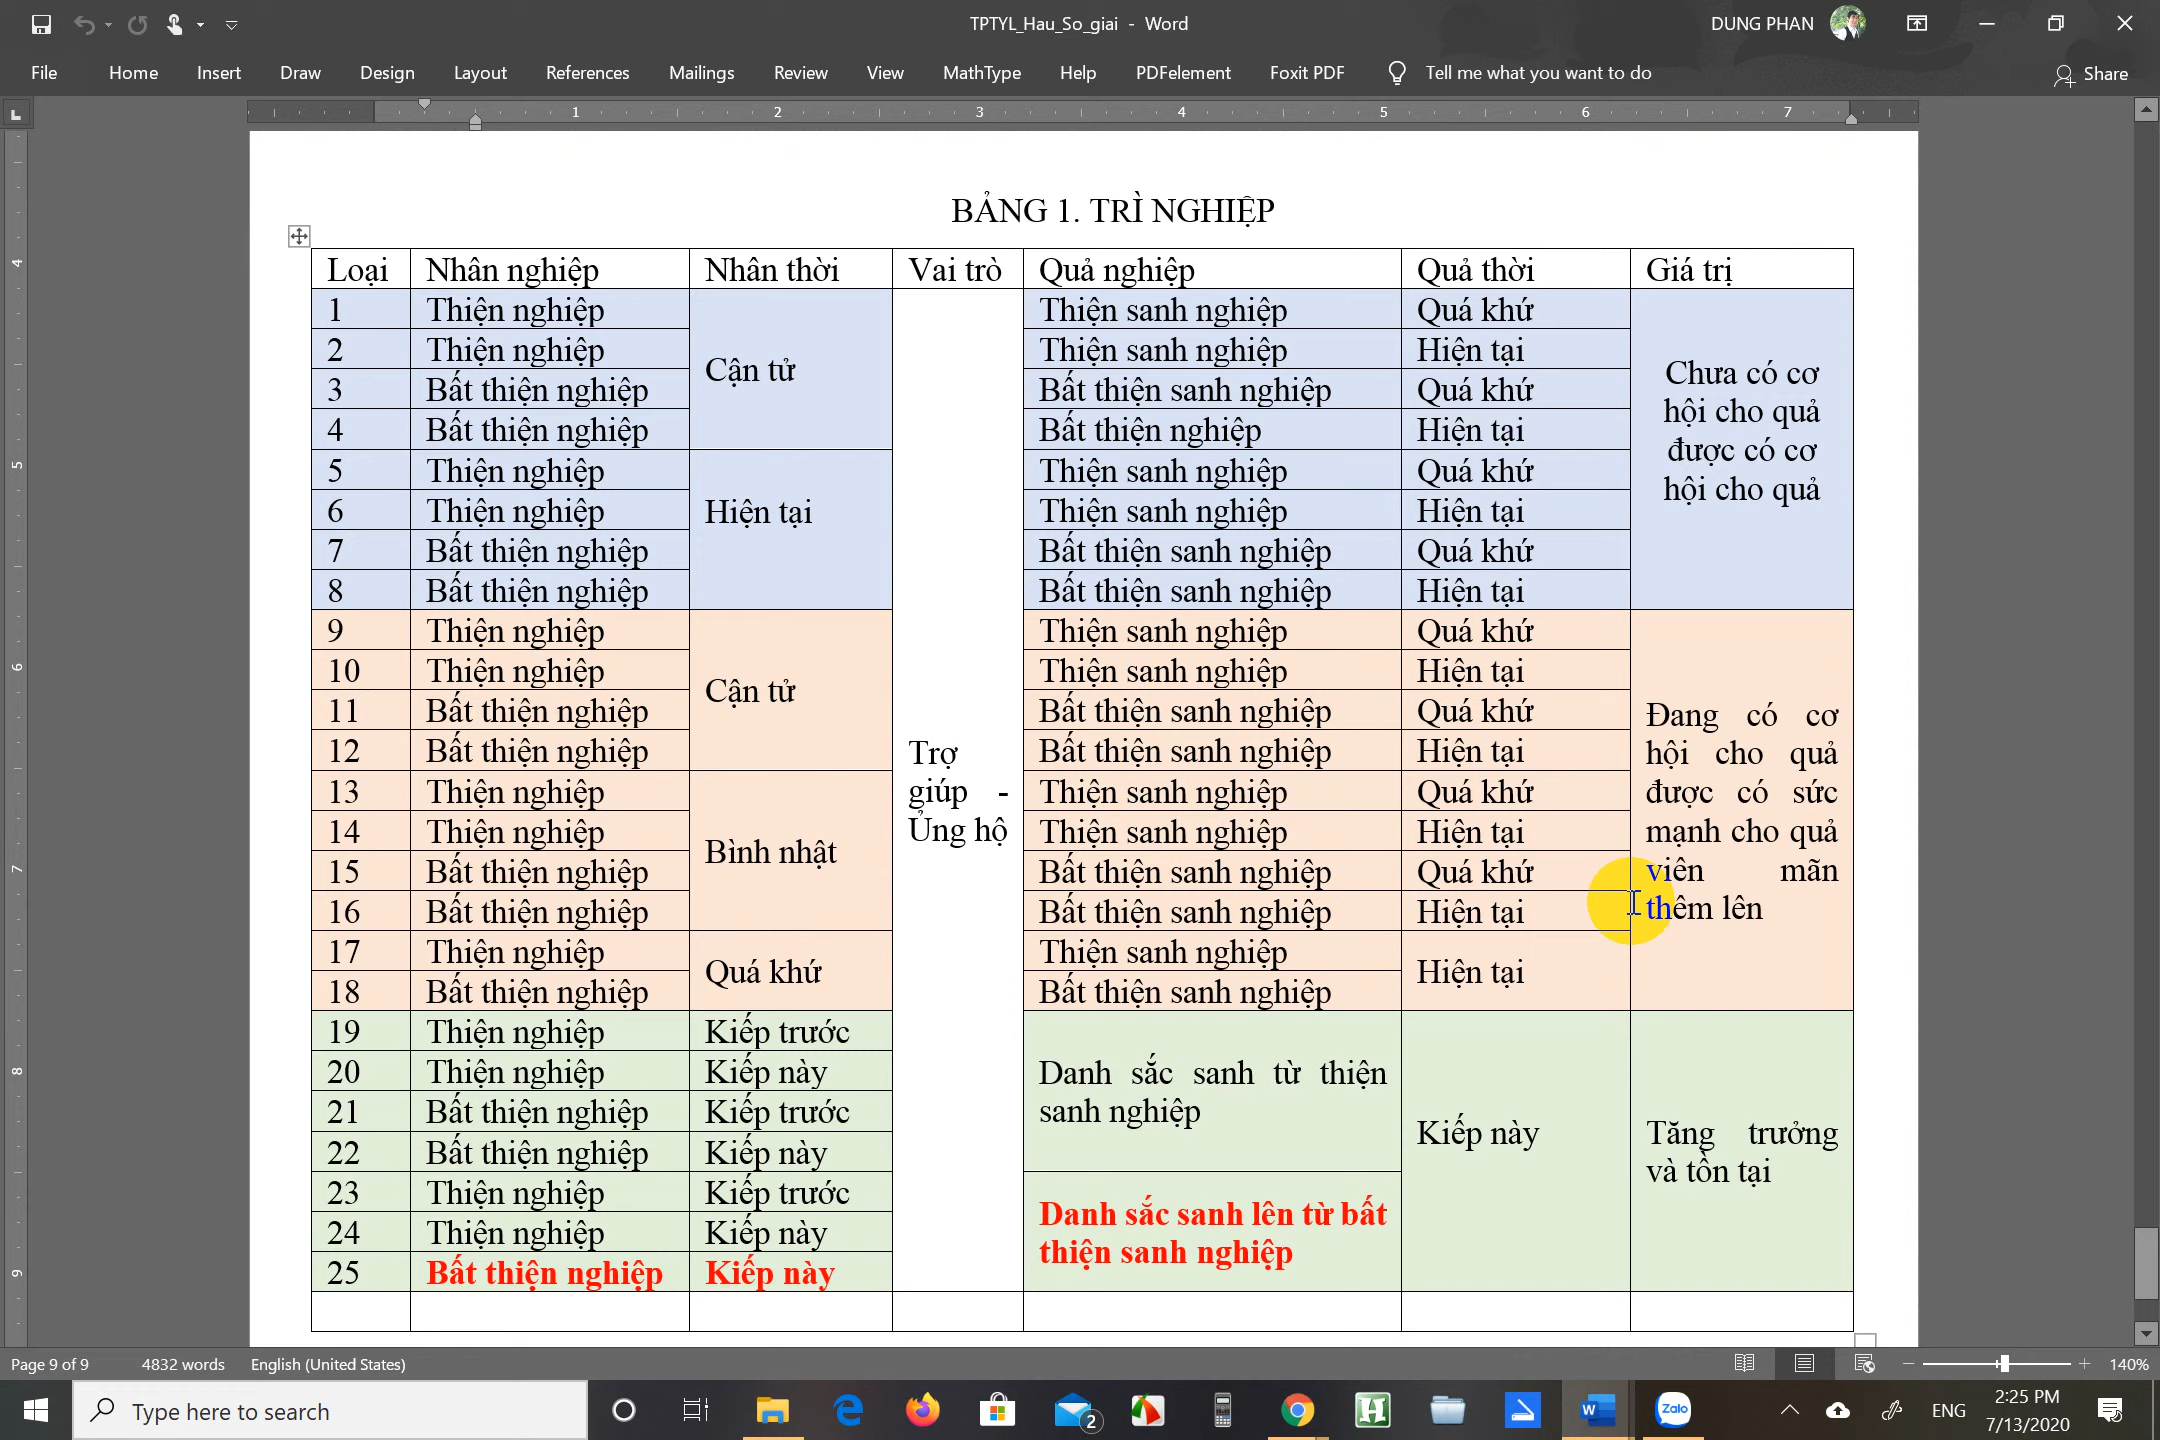 TPTYL_Hau_So_giai - Word
DUNG PHAN
File Home Insert Draw Design Layout References Mailings Review View MathType Help PDFelement Foxit PDF Tell me what you want to do Share
1 2 3 4 5 6 7
BẢNG 1. TRÌ NGHIỆP
Loại Nhân nghiệp Nhân thời Vai trò Quả nghiệp Quả thời Giá trị
1 Thiện nghiệp Thiện sanh nghiệp Quá khứ
2 Thiện nghiệp Thiện sanh nghiệp Hiện tại
Cận tử
3 Bất thiện nghiệp Bất thiện sanh nghiệp Quá khứ
4 Bất thiện nghiệp Bất thiện nghiệp Hiện tại
Chưa có cơ
hội cho quả
được có cơ
hội cho quả
5 Thiện nghiệp Thiện sanh nghiệp Quá khứ
6 Thiện nghiệp Hiện tại Thiện sanh nghiệp Hiện tại
7 Bất thiện nghiệp Bất thiện sanh nghiệp Quá khứ
8 Bất thiện nghiệp Bất thiện sanh nghiệp Hiện tại
9 Thiện nghiệp Thiện sanh nghiệp Quá khứ
10 Thiện nghiệp Thiện sanh nghiệp Hiện tại
Cận tử
11 Bất thiện nghiệp Bất thiện sanh nghiệp Quá khứ
12 Bất thiện nghiệp Bất thiện sanh nghiệp Hiện tại
Trợ
giúp -
Ủng hộ
Đang có cơ
hội cho quả
được có sức
mạnh cho quả
viên mãn
thêm lên
13 Thiện nghiệp Thiện sanh nghiệp Quá khứ
14 Thiện nghiệp Thiện sanh nghiệp Hiện tại
Bình nhật
15 Bất thiện nghiệp Bất thiện sanh nghiệp Quá khứ
16 Bất thiện nghiệp Bất thiện sanh nghiệp Hiện tại
17 Thiện nghiệp Thiện sanh nghiệp
Quá khứ Hiện tại
18 Bất thiện nghiệp Bất thiện sanh nghiệp
19 Thiện nghiệp Kiếp trước
20 Thiện nghiệp Kiếp này
21 Bất thiện nghiệp Kiếp trước
22 Bất thiện nghiệp Kiếp này
Danh sắc sanh từ thiện
sanh nghiệp
Kiếp này
Tăng trưởng
và tồn tại
23 Thiện nghiệp Kiếp trước
24 Thiện nghiệp Kiếp này
25 Bất thiện nghiệp Kiếp này
Danh sắc sanh lên từ bất
thiện sanh nghiệp
4
5
6
7
8
9
Page 9 of 9 4832 words English (United States) 140%
Type here to search
2
Zalo
ENG
2:25 PM
7/13/2020